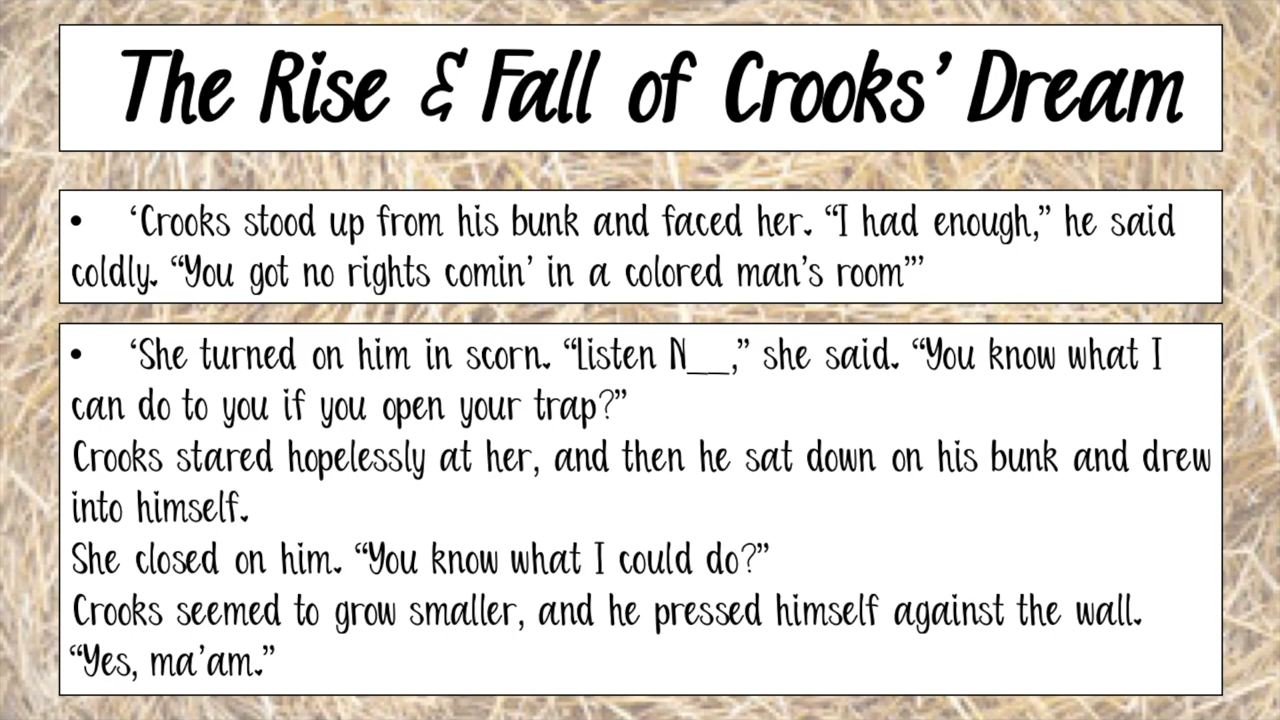 The Rise & Fall of Crooks’ Dream
• ‘Crooks stood up from his bunk and faced her. “I had enough,” he said
coldly. “You got no rights comin’ in a colored man’s room”’
• ‘She turned on him in scorn. “Listen N__,” she said. “You know what I
can do to you if you open your trap?”
Crooks stared hopelessly at her, and then he sat down on his bunk and drew
into himself.
She closed on him. “You know what I could do?”
Crooks seemed to grow smaller, and he pressed himself against the wall.
“Yes, ma’am.”